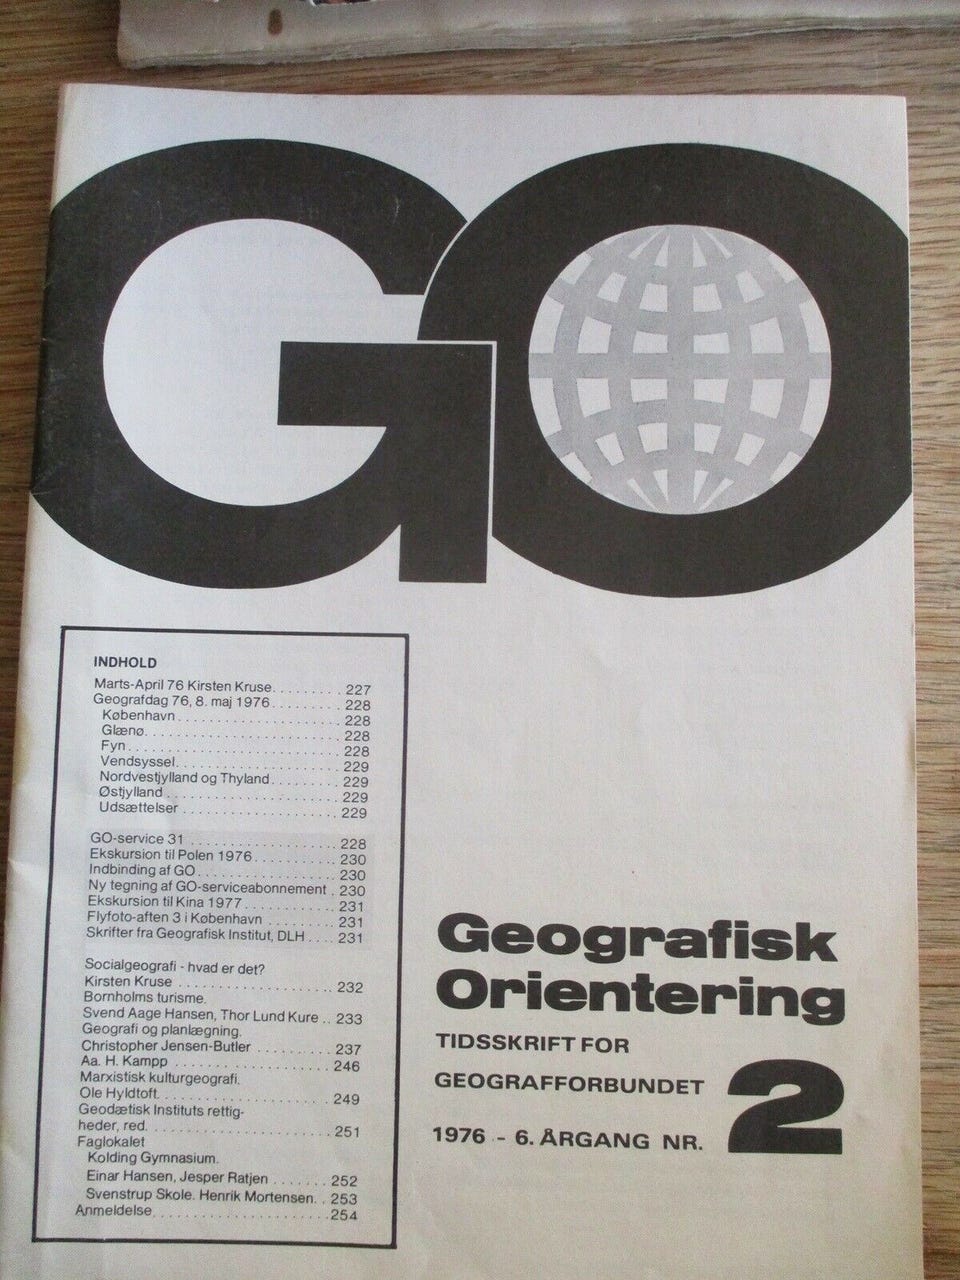 GO
INDHOLD
Marts-April 76 Kirsten Kruse. . . . . . . . . 227
Geografdag 76, 8. maj 1976. . . . . . . . . . 228
København. . . . . . . . . . . . . . . . . . . . . 228
Glænø. . . . . . . . . . . . . . . . . . . . . . . . . 228
Fyn. . . . . . . . . . . . . . . . . . . . . . . . . . . 228
Vendsyssel. . . . . . . . . . . . . . . . . . . . . 229
Nordvestjylland og Thyland. . . . . . . . . 229
Østjylland . . . . . . . . . . . . . . . . . . . . . . 229
Udsættelser . . . . . . . . . . . . . . . . . . . . 229
GO-service 31 . . . . . . . . . . . . . . . . . . . 228
Ekskursion til Polen 1976. . . . . . . . . . . 230
Indbinding af GO. . . . . . . . . . . . . . . . . . 230
Ny tegning af GO-serviceabonnement . 230
Ekskursion til Kina 1977. . . . . . . . . . . . 231
Flyfoto-aften 3 i København . . . . . . . . . 231
Skrifter fra Geografisk Institut, DLH . . . . 231
Socialgeografi - hvad er det?
Kirsten Kruse . . . . . . . . . . . . . . . . . . . . 232
Bornholms turisme.
Svend Aage Hansen, Thor Lund Kure . . 233
Geografi og planlægning.
Christopher Jensen-Butler . . . . . . . . . . 237
Aa. H. Kampp . . . . . . . . . . . . . . . . . . . . 246
Marxistisk kulturgeografi.
Ole Hyldtoft. . . . . . . . . . . . . . . . . . . . . . 249
Geodætisk Instituts rettig-
heder, red. . . . . . . . . . . . . . . . . . . . . . . 251
Faglokalet
Kolding Gymnasium.
Einar Hansen, Jesper Ratjen . . . . . . . 252
Svenstrup Skole. Henrik Mortensen. . . 253
Anmeldelse. . . . . . . . . . . . . . . . . . . . . . 254
Geografisk
Orientering
TIDSSKRIFT FOR
GEOGRAFFORBUNDET
1976 - 6. ÅRGANG NR. 2